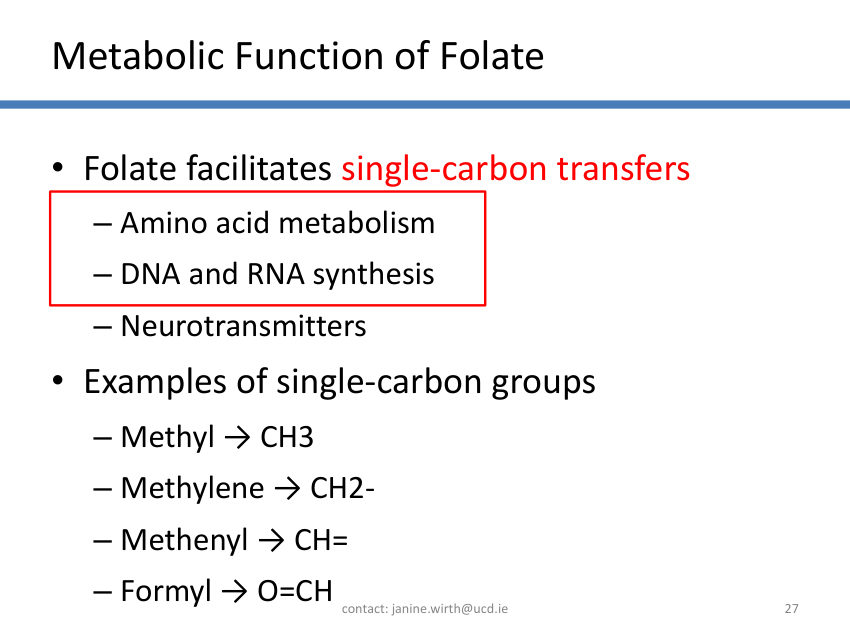 Metabolic Function of Folate
• Folate facilitates single-carbon transfers
– Amino acid metabolism
– DNA and RNA synthesis
– Neurotransmitters
• Examples of single-carbon groups
– Methyl → CH3
– Methylene → CH2-
– Methenyl → CH=
– Formyl → O=CH
contact: janine.wirth@ucd.ie
27